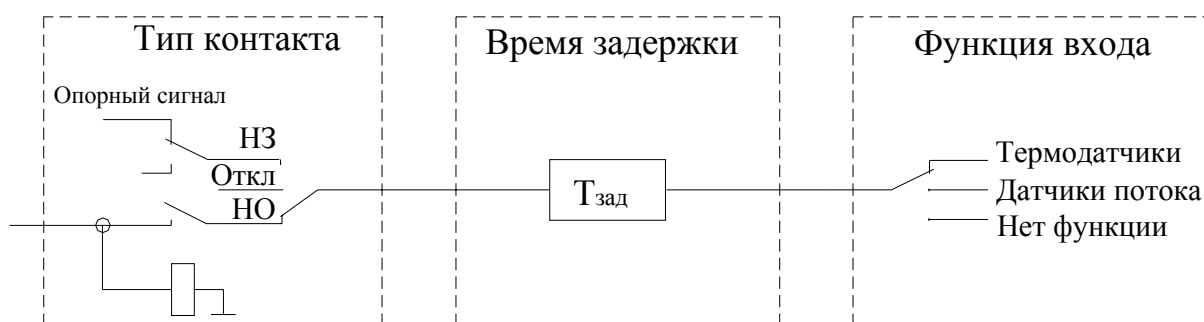 Тип контакта
Время задержки
Функция входа
Опорный сигнал
НЗ
Откл
НО
Tзад
Термодатчики
Датчики потока
Нет функции